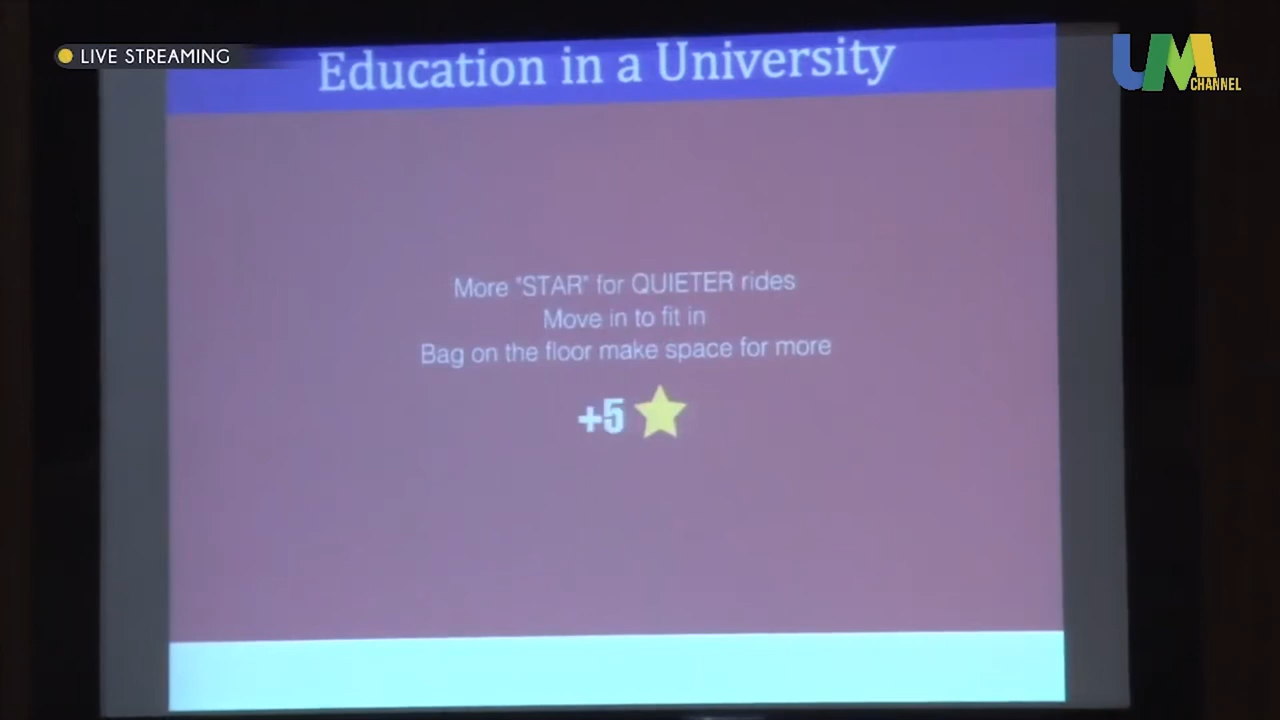 LIVE STREAMING
UM
CHANNEL
Education in a University
More "STAR" for QUIETER rides
Move in to fit in
Bag on the floor make space for more
+5